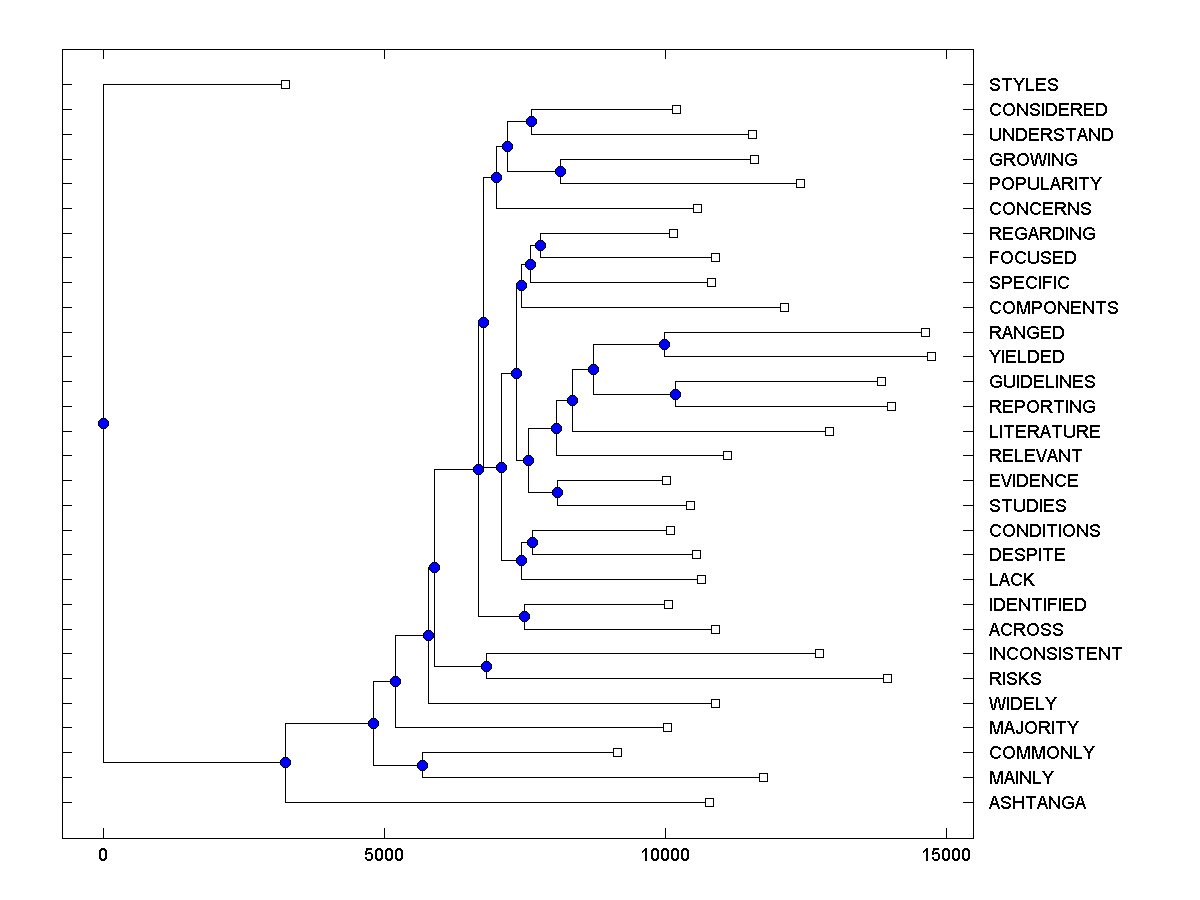 STYLES
CONSIDERED
UNDERSTAND
GROWING
POPULARITY
CONCERNS
REGARDING
FOCUSED
SPECIFIC
COMPONENTS
RANGED
YIELDED
GUIDELINES
REPORTING
LITERATURE
RELEVANT
EVIDENCE
STUDIES
CONDITIONS
DESPITE
LACK
IDENTIFIED
ACROSS
INCONSISTENT
RISKS
WIDELY
MAJORITY
COMMONLY
MAINLY
ASHTANGA
0 5000 10000 15000